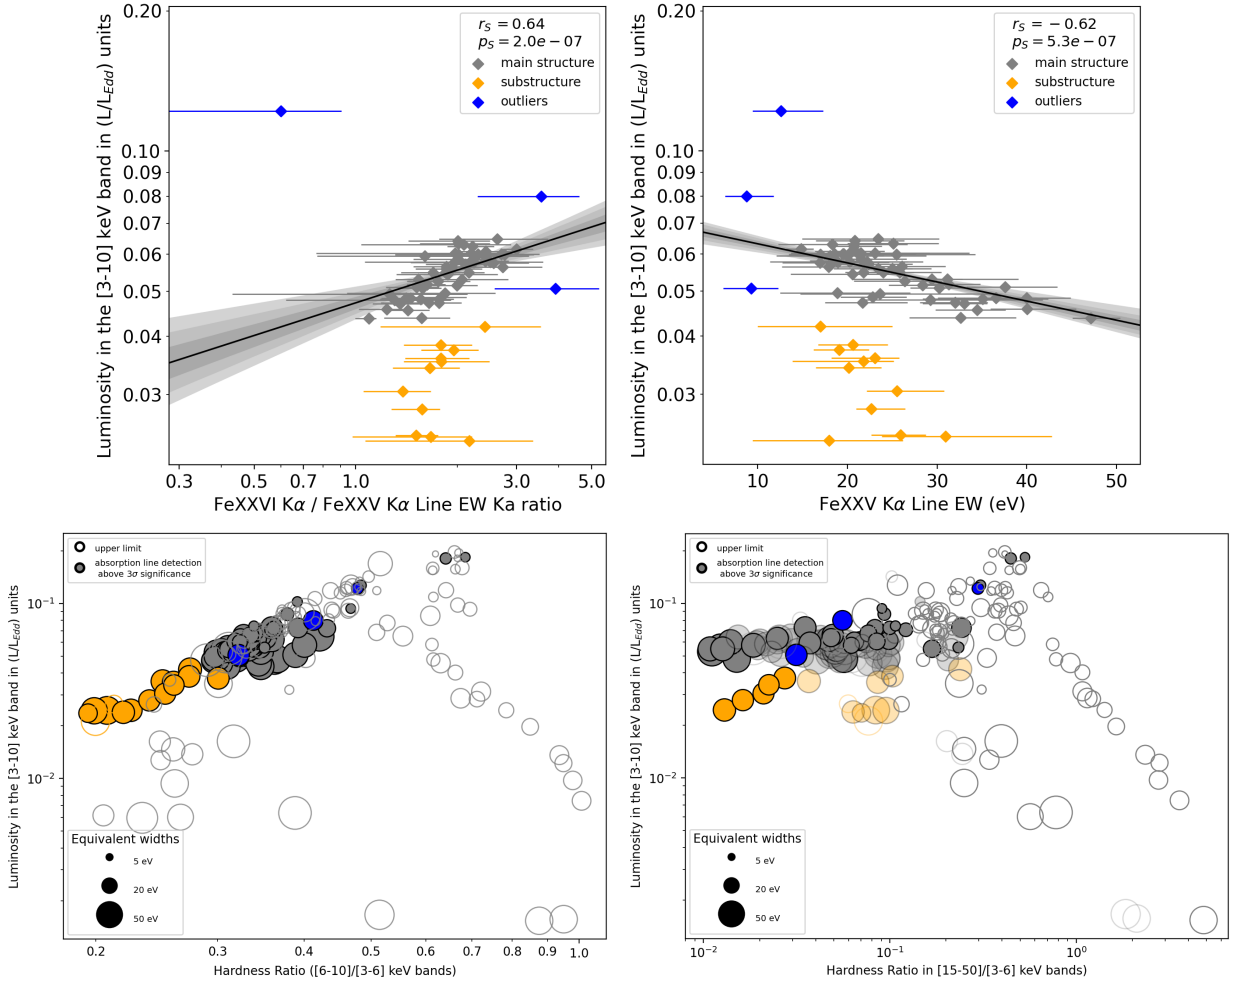 0.20
0.10
0.09
0.08
0.07
0.06
0.05
0.04
0.03
Luminosity in the [3-10] keV band in (L/L_Edd) units
r_S = 0.64
p_S = 2.0e − 07
main structure
substructure
outliers
0.3 0.5 0.7 1.0 3.0 5.0
FeXXVI Kα / FeXXV Kα Line EW Ka ratio
0.20
0.10
0.09
0.08
0.07
0.06
0.05
0.04
0.03
Luminosity in the [3-10] keV band in (L/L_Edd) units
r_S = −0.62
p_S = 5.3e − 07
main structure
substructure
outliers
10 20 30 40 50
FeXXV Kα Line EW (eV)
upper limit
absorption line detection
above 3σ significance
10⁻¹
10⁻²
Luminosity in the [3-10] keV band in (L/L_Edd) units
Equivalent widths
5 eV
20 eV
50 eV
0.2 0.3 0.4 0.5 0.6 0.7 0.8 0.9 1.0
Hardness Ratio ([6-10]/[3-6] keV bands)
upper limit
absorption line detection
above 3σ significance
10⁻¹
10⁻²
Luminosity in the [3-10] keV band in (L/L_Edd) units
Equivalent widths
5 eV
20 eV
50 eV
10⁻² 10⁻¹ 10⁰
Hardness Ratio in [15-50]/[3-6] keV bands)